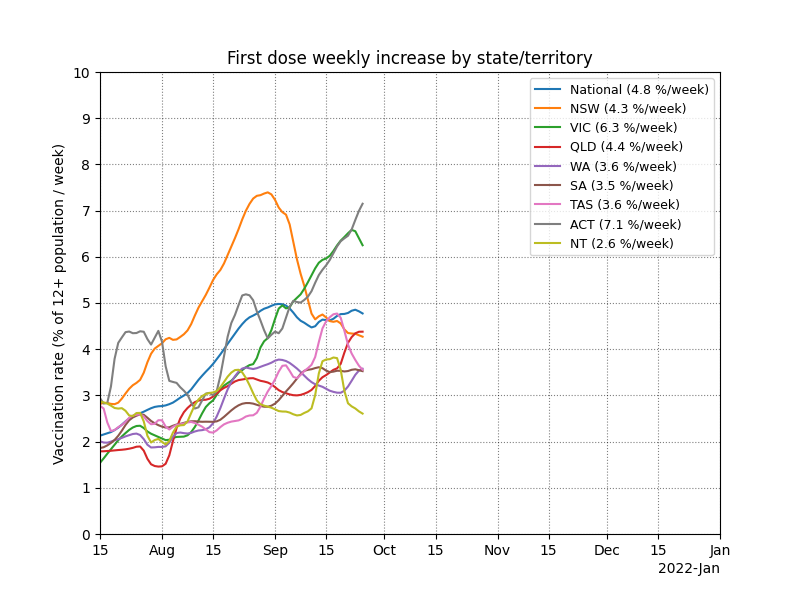 First dose weekly increase by state/territory
Vaccination rate (% of 12+ population / week)
10
9
8
7
6
5
4
3
2
1
0
National (4.8 %/week)
NSW (4.3 %/week)
VIC (6.3 %/week)
QLD (4.4 %/week)
WA (3.6 %/week)
SA (3.5 %/week)
TAS (3.6 %/week)
ACT (7.1 %/week)
NT (2.6 %/week)
15 Aug 15 Sep 15 Oct 15 Nov 15 Dec 15 Jan
2022-Jan